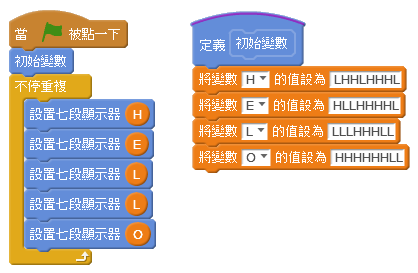 當 被點一下
初始變數
不停重複
設置七段顯示器 H
設置七段顯示器 E
設置七段顯示器 L
設置七段顯示器 L
設置七段顯示器 O
定義 初始變數
將變數 H 的值設為 LHHLHHHL
將變數 E 的值設為 HLLHHHHL
將變數 L 的值設為 LLLHHHLL
將變數 O 的值設為 HHHHHHLL